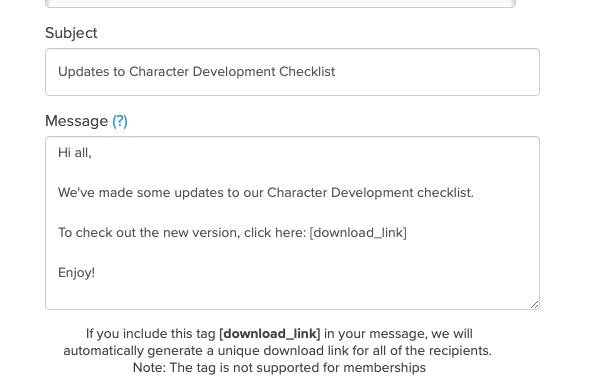 Subject
Updates to Character Development Checklist
Message (?)
Hi all,
We've made some updates to our Character Development checklist.
To check out the new version, click here: [download_link]
Enjoy!
If you include this tag [download_link] in your message, we will
automatically generate a unique download link for all of the recipients.
Note: The tag is not supported for memberships